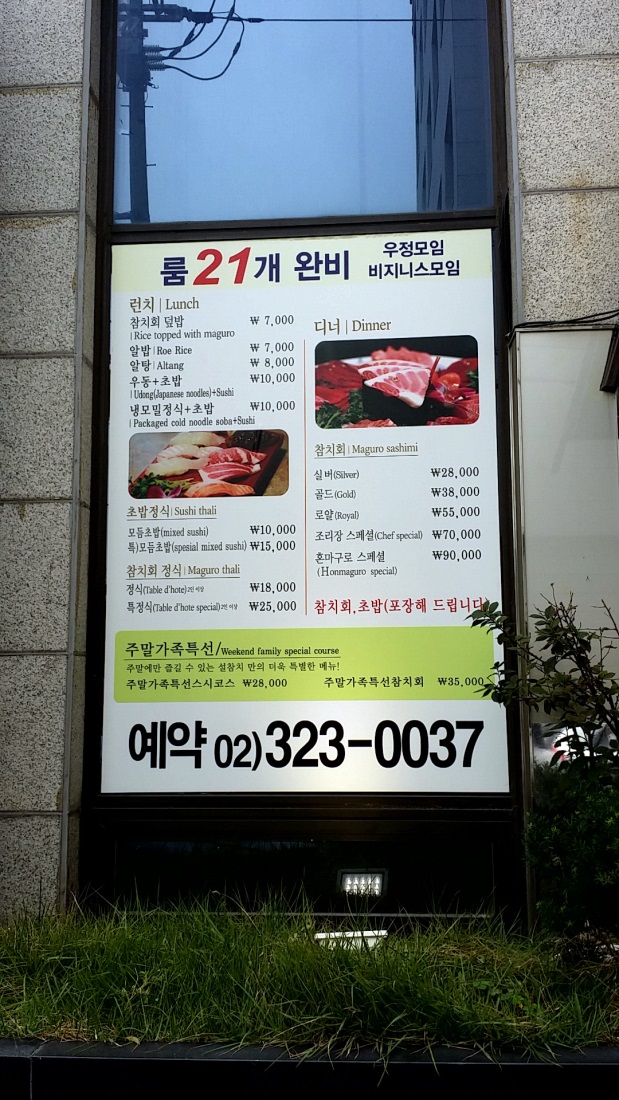 룸 21개 완비
우정모임
비지니스모임
런치 | Lunch
참치회 덮밥 ₩ 7,000
| Rice topped with maguro
알밥 | Roe Rice ₩ 7,000
알탕 | Altang ₩ 8,000
우동+초밥 ₩10,000
| Udong(Japanese noodles)+Sushi
냉모밀정식+초밥 ₩10,000
| Packaged cold noodle soba+Sushi
초밥정식 | Sushi thali
모듬초밥(mixed sushi) ₩10,000
특)모듬초밥(spesial mixed sushi) ₩15,000
참치회 정식 | Maguro thali
정식(Table d'hote)2인 이상 ₩18,000
특정식(Table d'hote special)2인 이상 ₩25,000
디너 | Dinner
참치회 | Maguro sashimi
실버(Silver) ₩28,000
골드(Gold) ₩38,000
로얄(Royal) ₩55,000
조리장 스페셜(Chef special) ₩70,000
혼마구로 스페셜 ₩90,000
(Honmaguro special)
참치회,초밥(포장해 드립니다)
주말가족특선/Weekend family special course
주말에만 즐길 수 있는 설참치 만의 더욱 특별한 메뉴!
주말가족특선스시코스 ₩28,000 주말가족특선참치회 ₩35,000
예약 02)323-0037